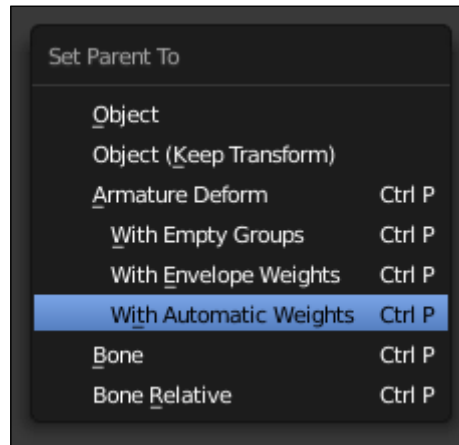 Set Parent To
Object
Object (Keep Transform)
Armature Deform Ctrl P
With Empty Groups Ctrl P
With Envelope Weights Ctrl P
With Automatic Weights Ctrl P
Bone Ctrl P
Bone Relative Ctrl P